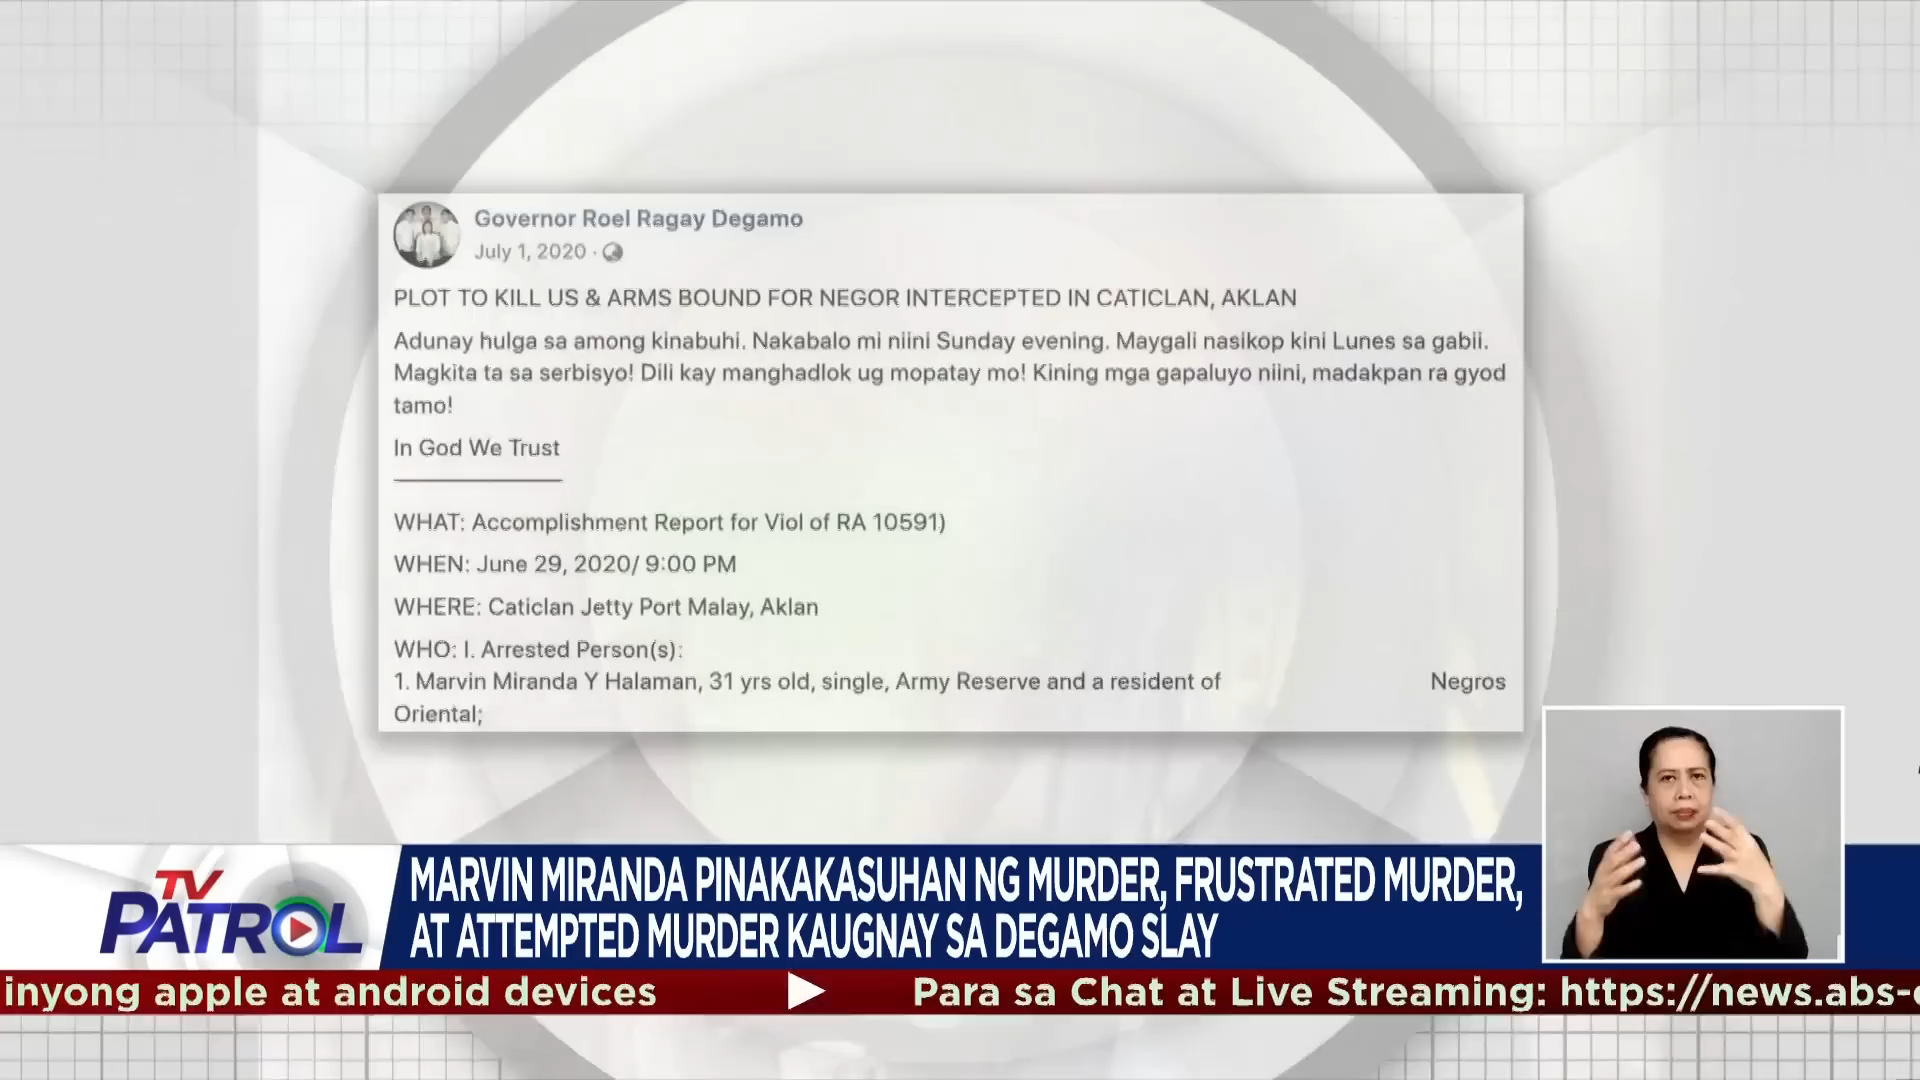 Governor Roel Ragay Degamo
July 1, 2020 ·
PLOT TO KILL US & ARMS BOUND FOR NEGOR INTERCEPTED IN CATICLAN, AKLAN
Adunay hulga sa among kinabuhi. Nakabalo mi niini Sunday evening. Maygali nasikop kini Lunes sa gabii.
Magkita ta sa serbisyo! Dili kay manghadlok ug mopatay mo! Kining mga gapaluyo niini, madakpan ra gyod
tamo!
In God We Trust
WHAT: Accomplishment Report for Viol of RA 10591)
WHEN: June 29, 2020/ 9:00 PM
WHERE: Caticlan Jetty Port Malay, Aklan
WHO: I. Arrested Person(s):
1. Marvin Miranda Y Halaman, 31 yrs old, single, Army Reserve and a resident of Negros
Oriental;
TV PATROL
MARVIN MIRANDA PINAKAKASUHAN NG MURDER, FRUSTRATED MURDER,
AT ATTEMPTED MURDER KAUGNAY SA DEGAMO SLAY
inyong apple at android devices Para sa Chat at Live Streaming: https://news.abs-